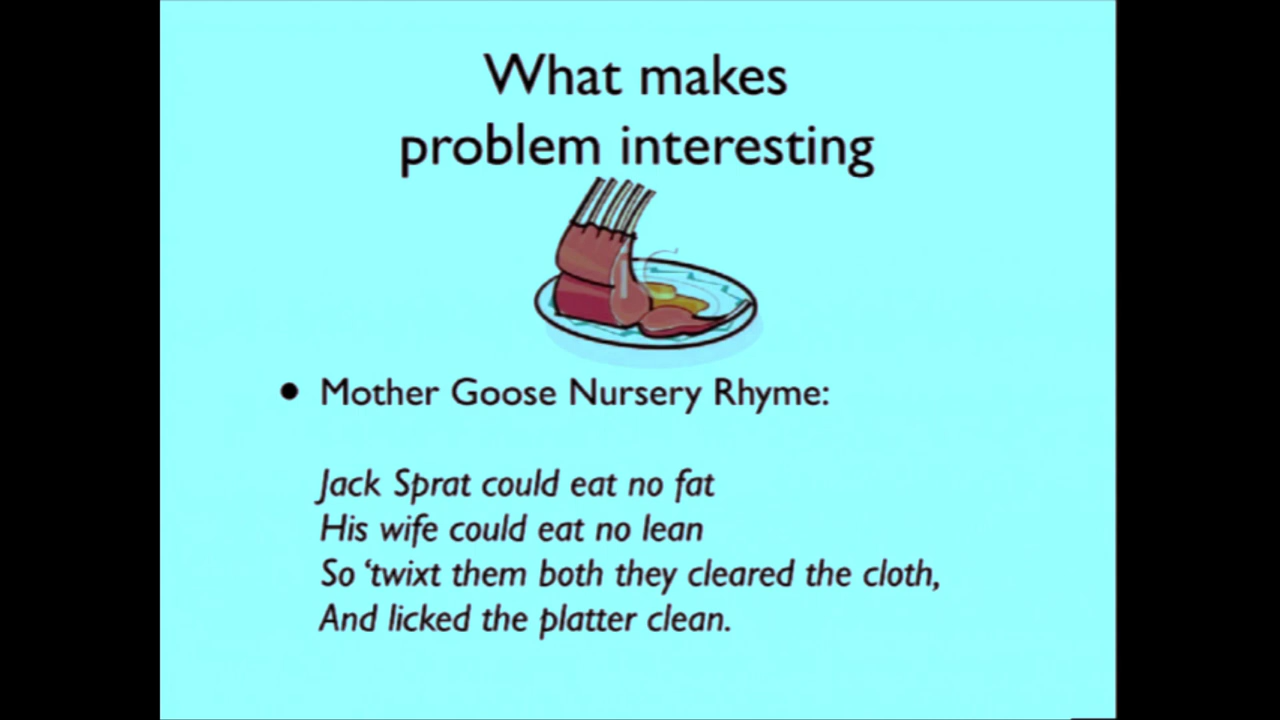 What makes
problem interesting
• Mother Goose Nursery Rhyme:
Jack Sprat could eat no fat
His wife could eat no lean
So ‘twixt them both they cleared the cloth,
And licked the platter clean.